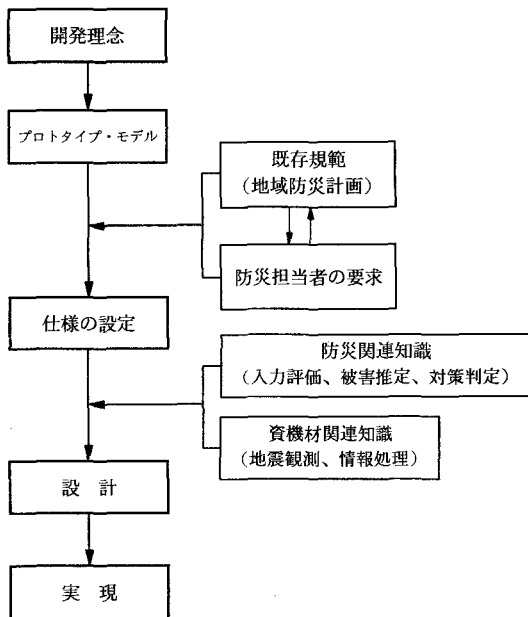 開発理念
プロトタイプ・モデル
既存規範
(地域防災計画)
防災担当者の要求
仕様の設定
防災関連知識
(入力評価、被害推定、対策判定)
資機材関連知識
(地震観測、情報処理)
設 計
実 現